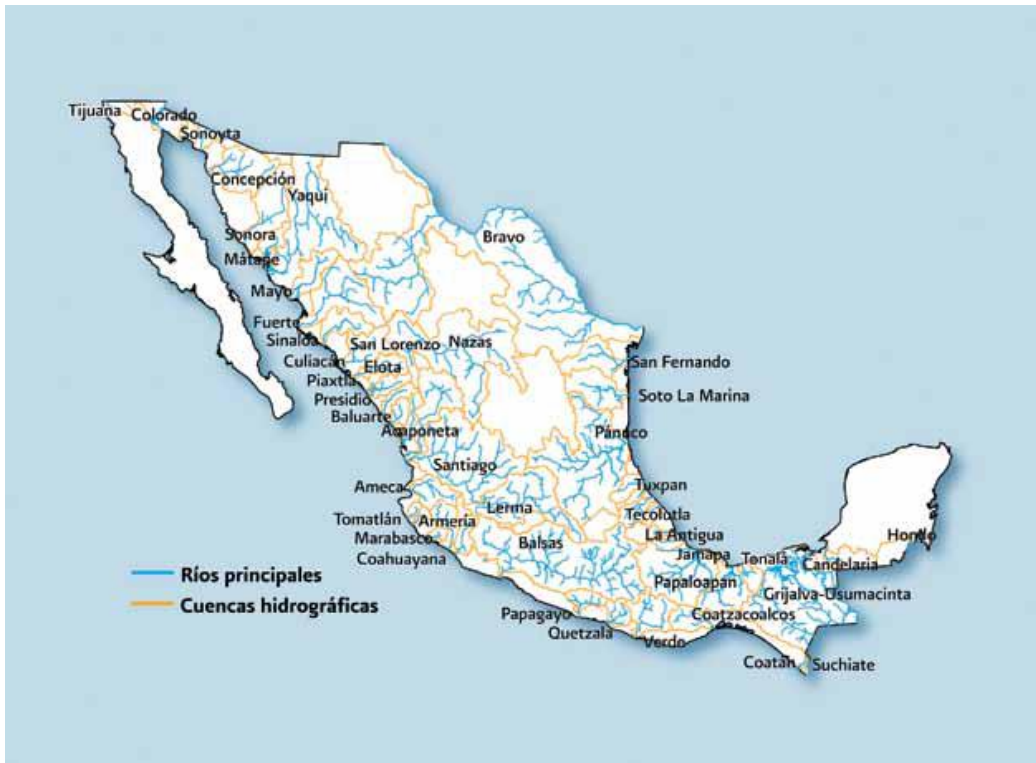 Tijuana
Colorado
Sonoyta
Concepción
Yaqui
Sonora
Bravo
Mátape
Mayo
Fuerte
Sinaloa
San Lorenzo
Nazas
Culiacán
Elota
San Fernando
Piaxtla
Presidio
Soto La Marina
Baluarte
Acaponeta
Pánuco
Santiago
Ameca
Tuxpan
Lerma
Tomatlán
Armería
Tecolutla
Marabasco
La Antigua
Hondo
Balsas
Coahuayana
Jamapa
Tonalá
Candelaria
Ríos principales
Papaloapan
Grijalva-Usumacinta
Cuencas hidrográficas
Papagayo
Coatzacoalcos
Quetzala
Verde
Coatán
Suchiate